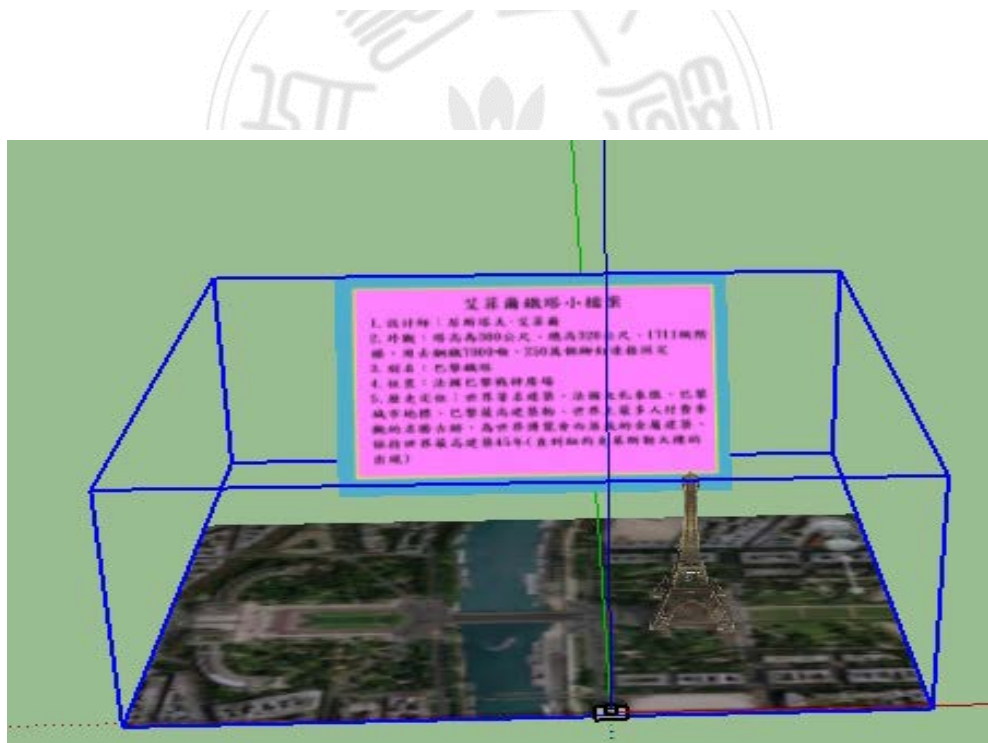 艾菲爾鐵塔小檔案
1. 設計師：居斯塔夫·艾菲爾
2. 外觀：塔高為300公尺、總高320公尺、1711級階
梯、用去鋼鐵7000噸、250萬個鉚釘連接固定
3. 別名：巴黎鐵塔
4. 位置：法國巴黎戰神廣場
5. 歷史定位：世界著名建築、法國文化象徵、巴黎
城市地標、巴黎最高建築物、世界上最多人付費參
觀的名勝古蹟、為世界博覽會而落成的金屬建築、
保持世界最高建築45年(直到紐約克萊斯勒大樓的
出現)